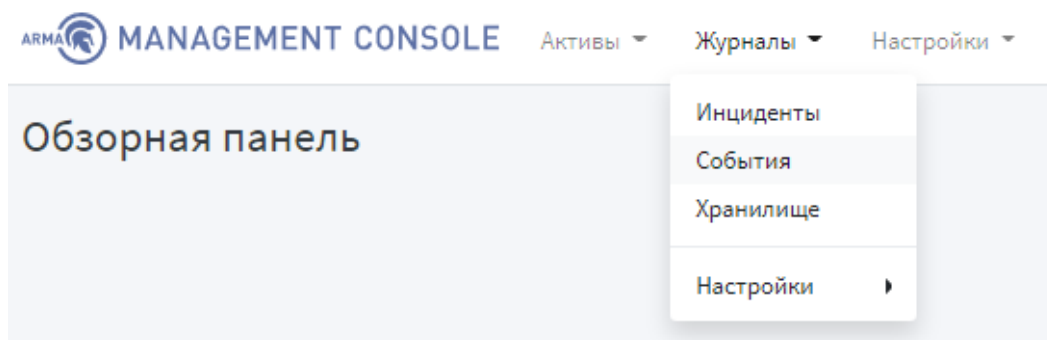 ARMA MANAGEMENT CONSOLE Активы Журналы Настройки
Обзорная панель
Инциденты
События
Хранилище
Настройки